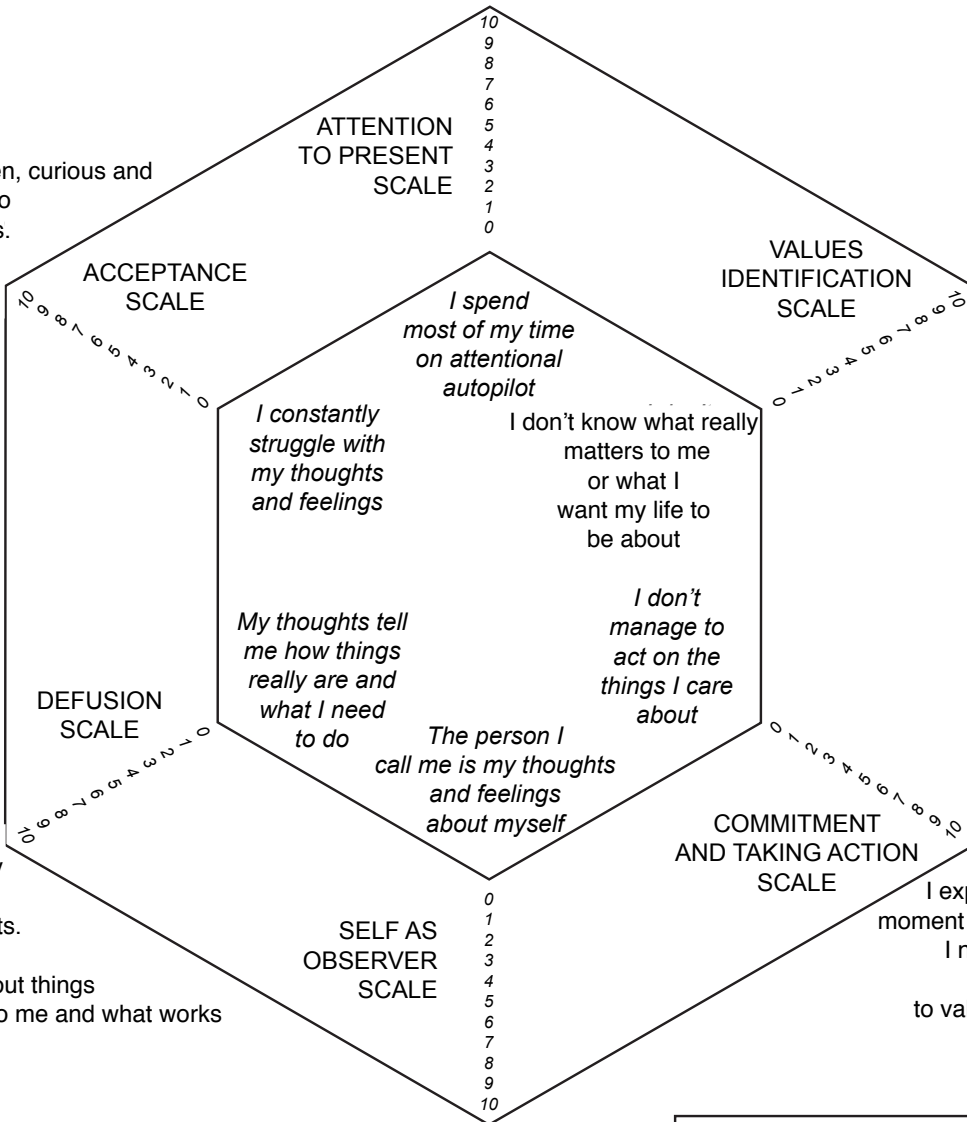 10
9
8
7
6
5
4
3
2
1
0
ATTENTION
TO PRESENT
SCALE
curious and
ACCEPTANCE
SCALE
10
9
8
7
6
5
4
3
2
1
0
VALUES
IDENTIFICATION
SCALE
10
9
8
7
6
5
4
3
2
1
0
I spend
most of my time
on attentional
autopilot
I constantly
struggle with
my thoughts
and feelings
I don’t know what really
matters to me
or what I
want my life to
be about
My thoughts tell
me how things
really are and
what I need
to do
I don’t
manage to
act on the
things I care
about
The person I
call me is my thoughts
and feelings
about myself
DEFUSION
SCALE
0
1
2
3
4
5
6
7
8
9
10
0
1
2
3
4
5
6
7
8
9
10
COMMITMENT
AND TAKING ACTION
SCALE
SELF AS
OBSERVER
SCALE
0
1
2
3
4
5
6
7
8
9
10
things
to me and what works
I
moment
I
to